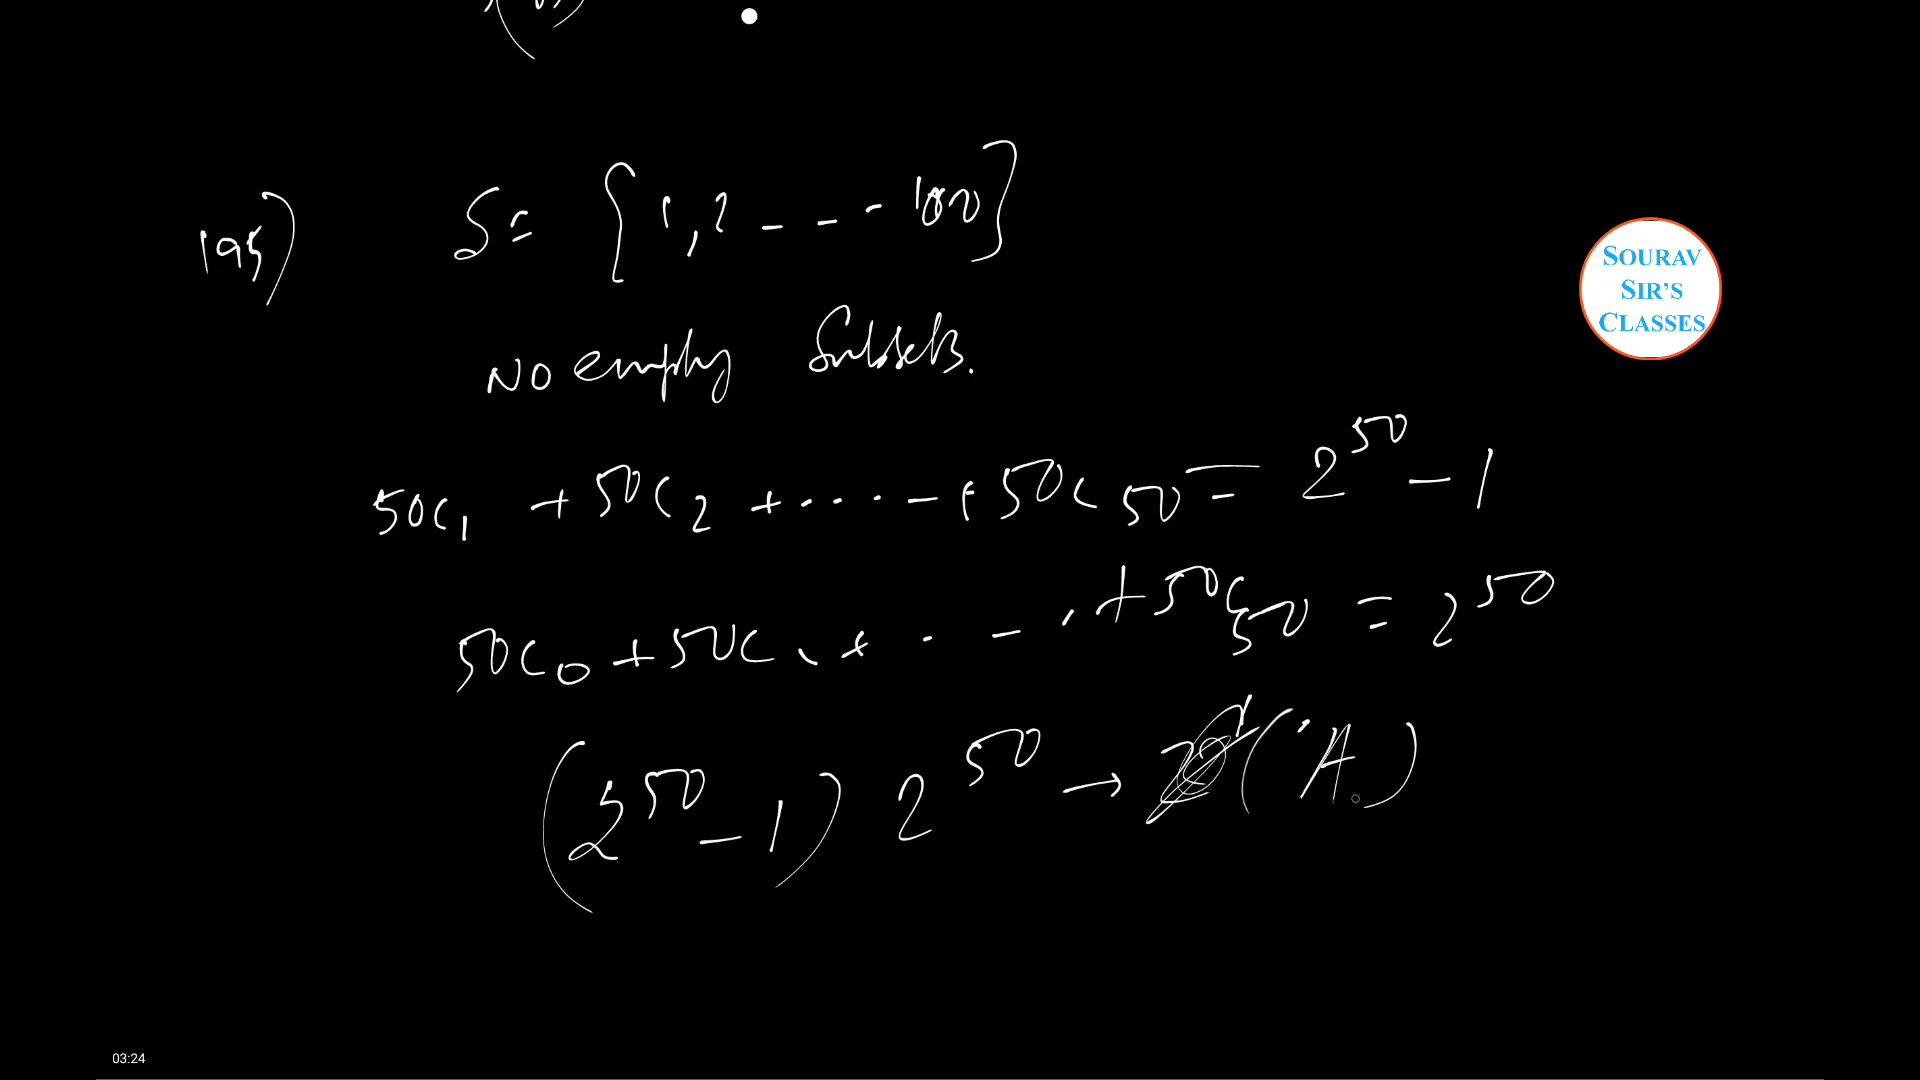 195)
S = {1, 2 - - - 100}
No empty Subsets.
50C1 + 50C2 + .... - + 50C50 = 2^50 - 1
50C0 + 50C1 + . - . + 50C50 = 2^50
(2^50 - 1) 2^50 → (A)
SOURAV
SIR'S
CLASSES
03:24